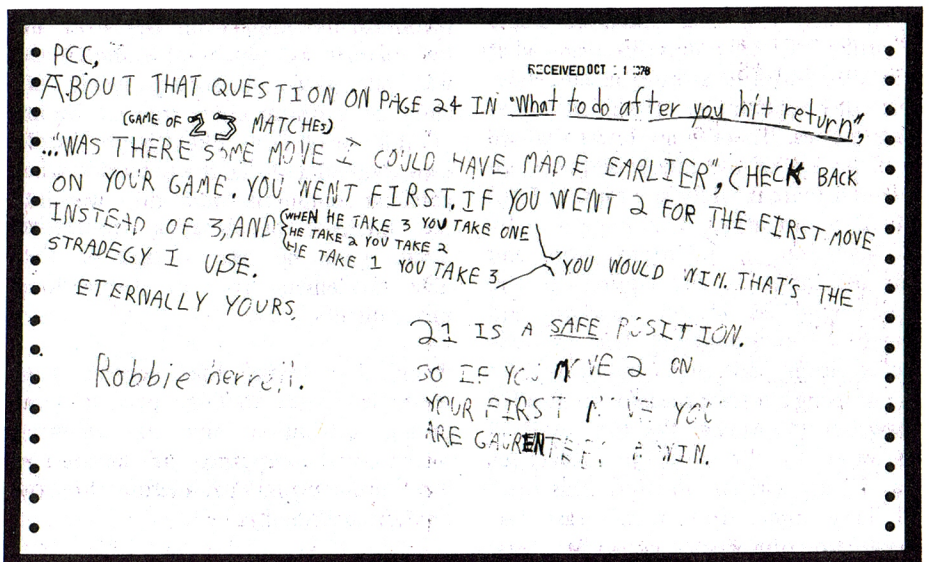 PCC,
RECEIVED OCT 1 1978
ABOUT THAT QUESTION ON PAGE 24 IN "What to do after you hit return",
(GAME OF 23 MATCHES)
..."WAS THERE SOME MOVE I COULD HAVE MADE EARLIER", CHECK BACK
ON YOUR GAME. YOU WENT FIRST. IF YOU WENT 2 FOR THE FIRST MOVE
INSTEAD OF 3, AND
WHEN HE TAKE 3 YOU TAKE ONE
HE TAKE 2 YOU TAKE 2
HE TAKE 1 YOU TAKE 3
YOU WOULD WIN. THAT'S THE
STRADEGY I USE.
ETERNALLY YOURS,
Robbie
21 IS A SAFE POSITION.
SO IF YOU MOVE 2 ON
YOUR FIRST MOVE YOU
ARE GAURENTEED A WIN.